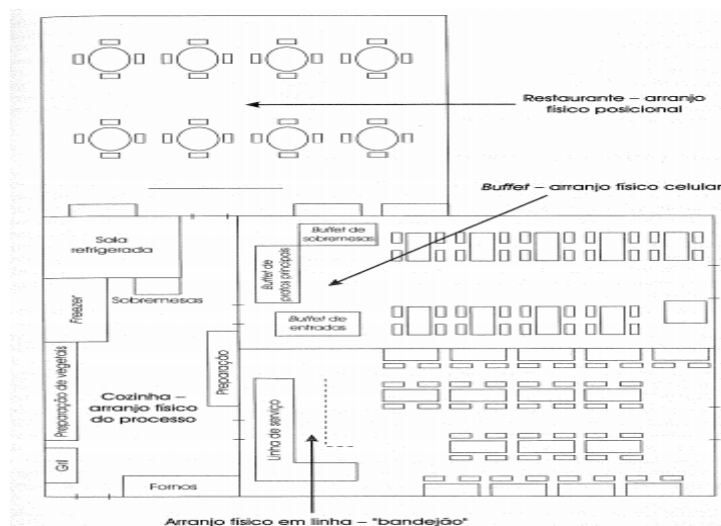 Restaurante – arranjo
físico posicional
Buffet – arranjo físico celular
Sala
refrigerada
Buffet de
sobremesas
Buffet de
pratos principais
Freezer
Sobremesas
Buffet de
entradas
Preparação de vegetais
Preparação
Cozinha –
arranjo físico
do processo
Linha de serviço
Grill
Fornos
Arranjo físico em linha – "bandejão"